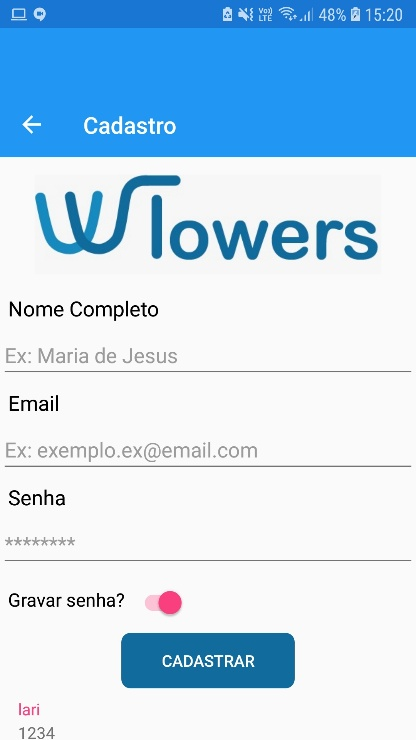 48% 15:20
Cadastro
WTowers
Nome Completo
Ex: Maria de Jesus
Email
Ex: exemplo.ex@email.com
Senha
********
Gravar senha?
CADASTRAR
lari
1234